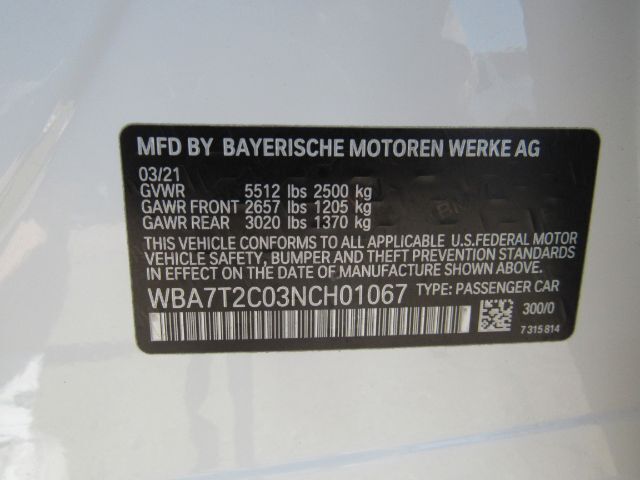 MFD BY BAYERISCHE MOTOREN WERKE AG
03/21
GVWR 5512 lbs 2500 kg
GAWR FRONT 2657 lbs 1205 kg
GAWR REAR 3020 lbs 1370 kg
THIS VEHICLE CONFORMS TO ALL APPLICABLE U.S.FEDERAL MOTOR
VEHICLE SAFETY, BUMPER AND THEFT PREVENTION STANDARDS
IN EFFECT ON THE DATE OF MANUFACTURE SHOWN ABOVE.
WBA7T2C03NCH01067 TYPE: PASSENGER CAR
300/0
7 315 814